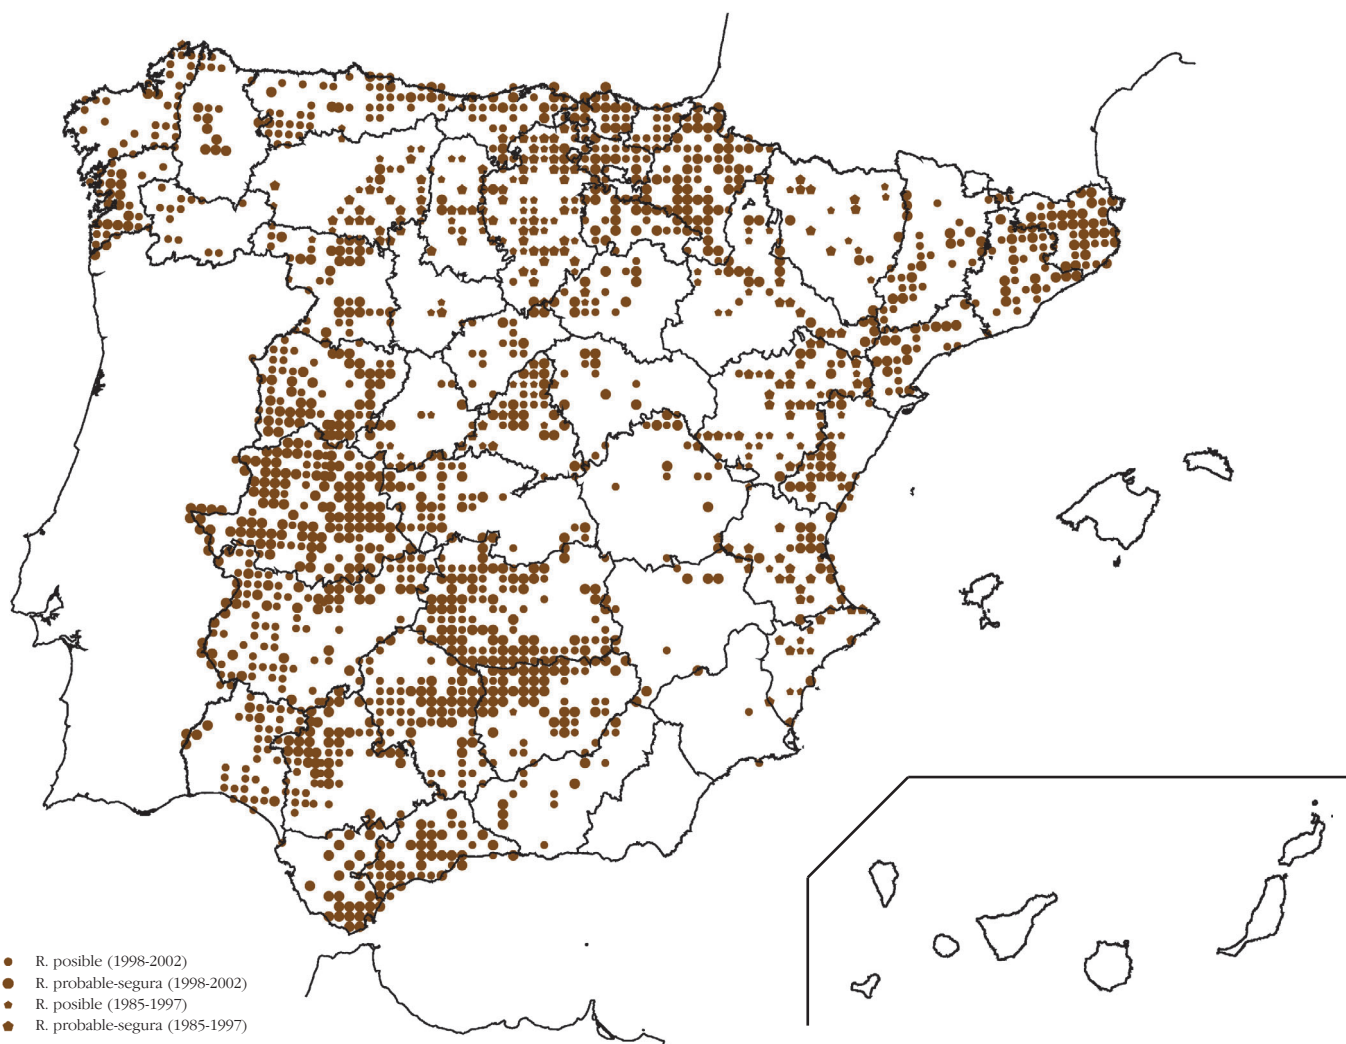 R. posible (1998-2002)
R. probable-segura (1998-2002)
R. posible (1985-1997)
R. probable-segura (1985-1997)